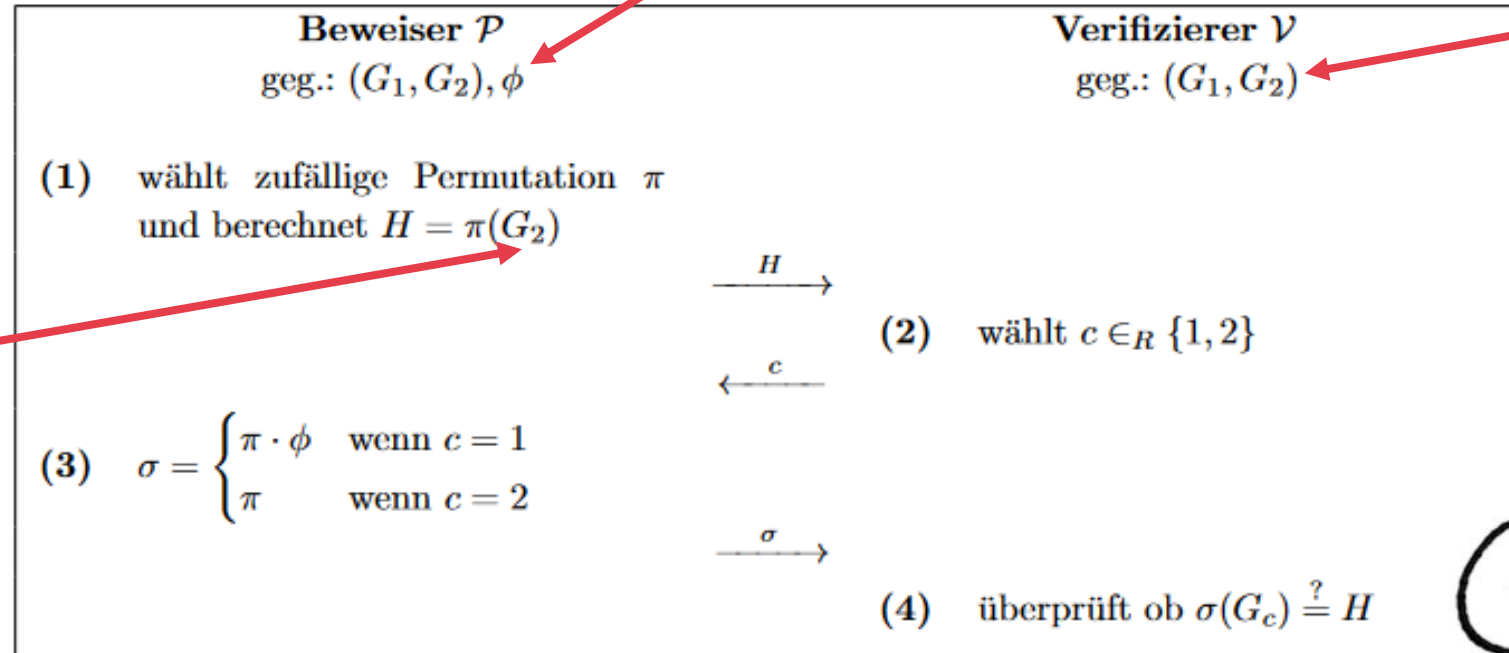 Beweiser 𝒫
geg.: (G₁, G₂), ϕ
Verifizierer 𝒱
geg.: (G₁, G₂)
(1) wählt zufällige Permutation π
und berechnet H = π(G₂)
H
(2) wählt c ∈_R {1, 2}
c
(3) σ = { π · ϕ wenn c = 1
π wenn c = 2
σ
(4) überprüft ob σ(G_c) ≟ H